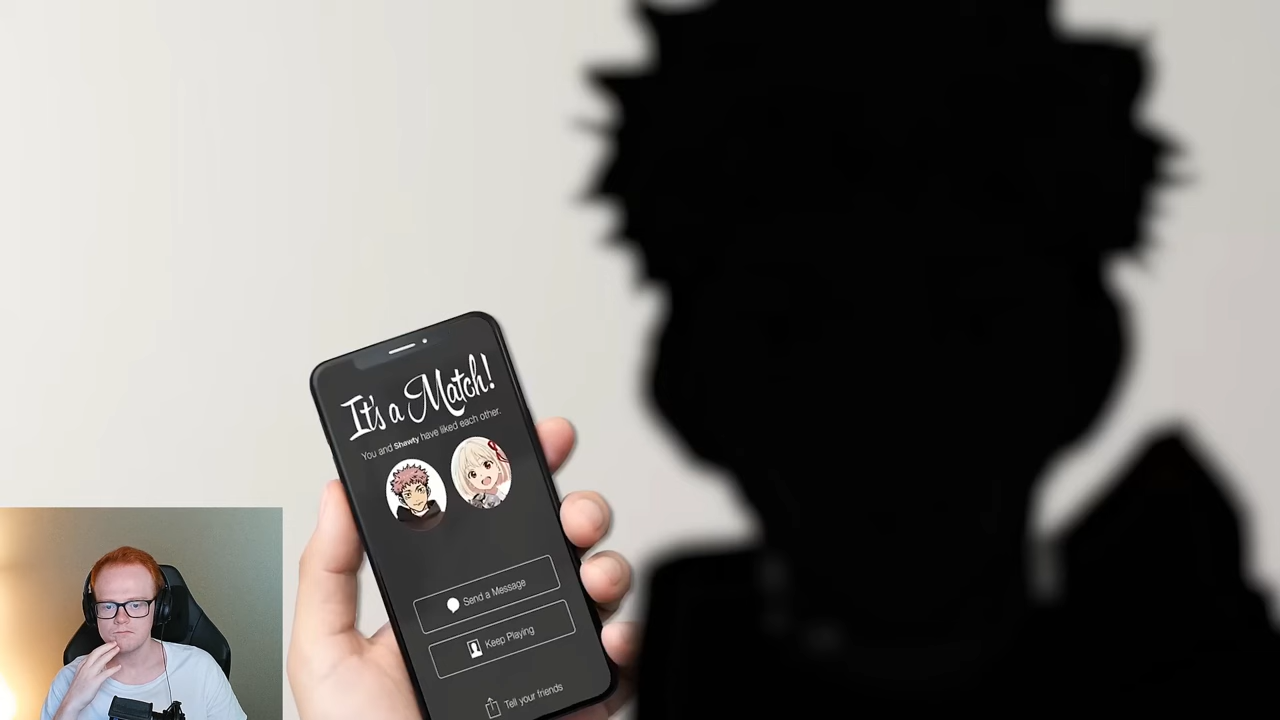 It's a Match!
You and Shawty have liked each other.
Send a Message
Keep Playing
Tell your friends